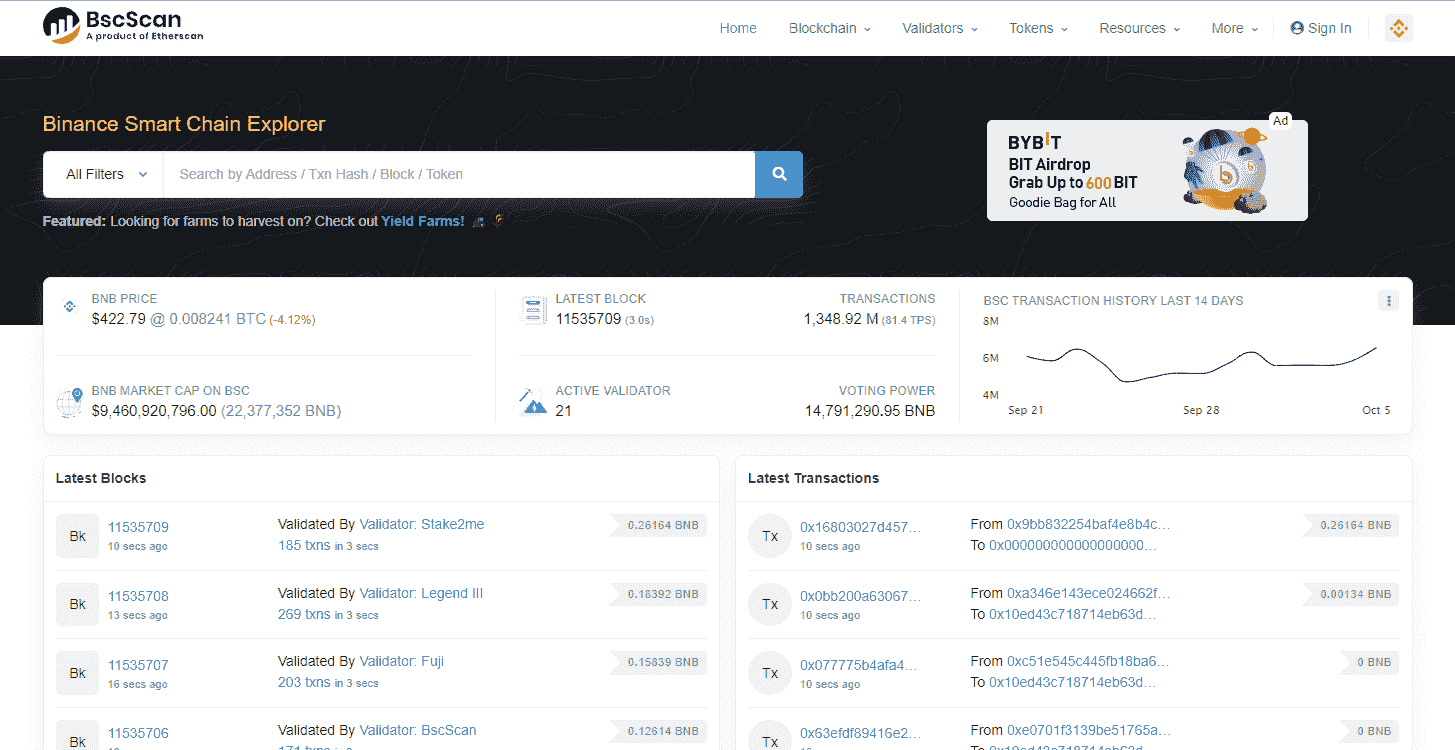 BscScan
A product of Etherscan
Home Blockchain Validators Tokens Resources More Sign In
Binance Smart Chain Explorer
All Filters Search by Address / Txn Hash / Block / Token
Featured: Looking for farms to harvest on? Check out Yield Farms!
Ad
BYBIT
BIT Airdrop
Grab Up to 600 BIT
Goodie Bag for All
BNB PRICE
$422.79 @ 0.008241 BTC (-4.12%)
BNB MARKET CAP ON BSC
$9,460,920,796.00 (22,377,352 BNB)
LATEST BLOCK TRANSACTIONS
11535709 (3.0s) 1,348.92 M (81.4 TPS)
ACTIVE VALIDATOR VOTING POWER
21 14,791,290.95 BNB
BSC TRANSACTION HISTORY LAST 14 DAYS
8M
6M
4M
Sep 21 Sep 28 Oct 5
Latest Blocks
Bk 11535709 Validated By Validator: Stake2me 0.26164 BNB
10 secs ago 185 txns in 3 secs
Bk 11535708 Validated By Validator: Legend III 0.18392 BNB
13 secs ago 269 txns in 3 secs
Bk 11535707 Validated By Validator: Fuji 0.15839 BNB
16 secs ago 203 txns in 3 secs
Bk 11535706 Validated By Validator: BscScan 0.12614 BNB
Latest Transactions
Tx 0x16803027d457... From 0x9bb832254baf4e8b4c... 0.26164 BNB
10 secs ago To 0x000000000000000000...
Tx 0x0bb200a63067... From 0xa346e143ece024662f... 0.00134 BNB
10 secs ago To 0x10ed43c718714eb63d...
Tx 0x077775b4afa4... From 0xc51e545c445fb18ba6... 0 BNB
10 secs ago To 0x10ed43c718714eb63d...
Tx 0x63efdf89416e2... From 0xe0701f3139be51765a... 0 BNB